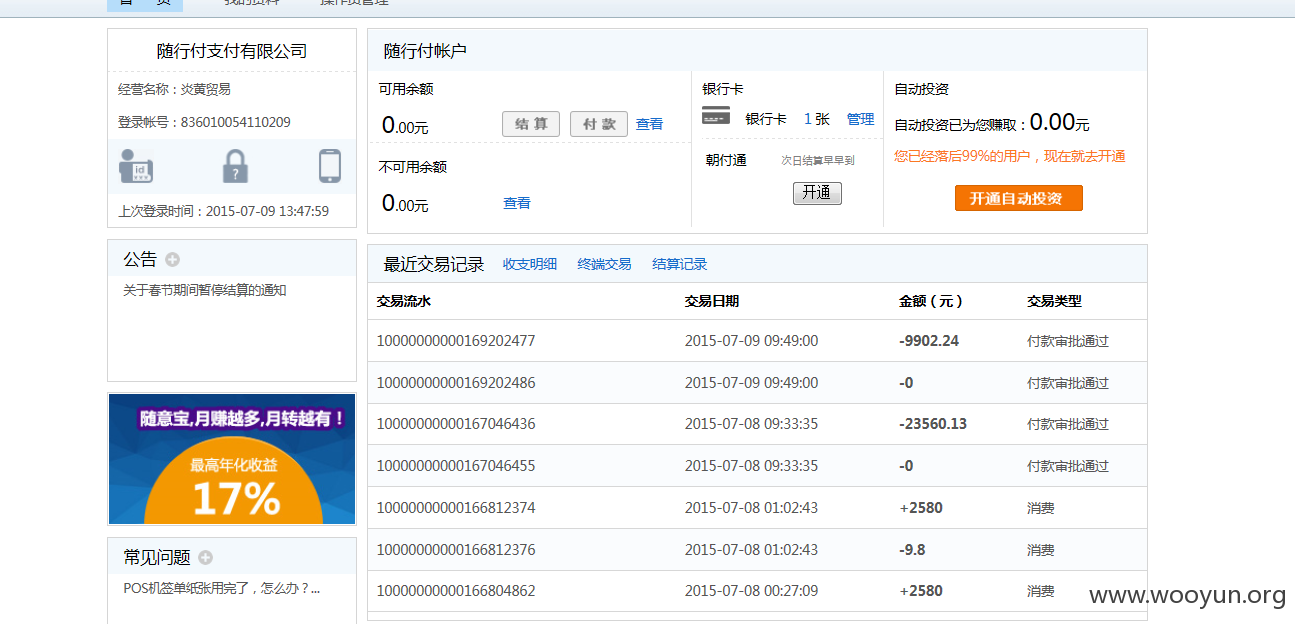 首 页 我的资料 操作员管理
随行付支付有限公司
经营名称：炎黄贸易
登录帐号：836010054110209
id
?
上次登录时间：2015-07-09 13:47:59
公告
关于春节期间暂停结算的通知
随意宝,月赚越多,月转越有！
最高年化收益
17%
常见问题
POS机签单纸张用完了，怎么办？...
随行付帐户
可用余额
0.00元 结 算 付 款 查看
不可用余额
0.00元 查看
银行卡
银行卡 1 张 管理
朝付通 次日结算早早到
开通
自动投资
自动投资已为您赚取：0.00元
您已经落后99%的用户，现在就去开通
开通自动投资
最近交易记录 收支明细 终端交易 结算记录
交易流水 交易日期 金额（元） 交易类型
10000000000169202477 2015-07-09 09:49:00 -9902.24 付款审批通过
10000000000169202486 2015-07-09 09:49:00 -0 付款审批通过
10000000000167046436 2015-07-08 09:33:35 -23560.13 付款审批通过
10000000000167046455 2015-07-08 09:33:35 -0 付款审批通过
10000000000166812374 2015-07-08 01:02:43 +2580 消费
10000000000166812376 2015-07-08 01:02:43 -9.8 消费
10000000000166804862 2015-07-08 00:27:09 +2580 消费
www.wooyun.org